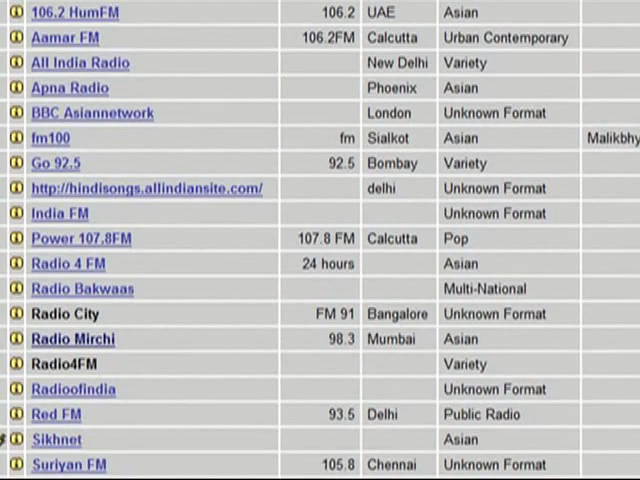 106.2 HumFM 106.2 UAE Asian
Aamar FM 106.2FM Calcutta Urban Contemporary
All India Radio New Delhi Variety
Apna Radio Phoenix Asian
BBC Asiannetwork London Unknown Format
fm100 fm Sialkot Asian Malikbhy
Go 92.5 92.5 Bombay Variety
http://hindisongs.allindiansite.com/ delhi Unknown Format
India FM Unknown Format
Power 107.8FM 107.8 FM Calcutta Pop
Radio 4 FM 24 hours Asian
Radio Bakwaas Multi-National
Radio City FM 91 Bangalore Unknown Format
Radio Mirchi 98.3 Mumbai Asian
Radio4FM Variety
Radioofindia Unknown Format
Red FM 93.5 Delhi Public Radio
Sikhnet Asian
Suriyan FM 105.8 Chennai Unknown Format